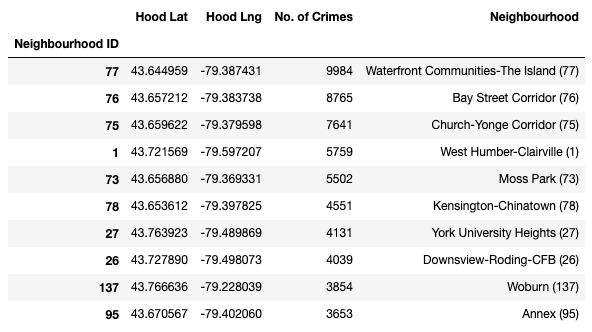 Hood Lat Hood Lng No. of Crimes Neighbourhood
Neighbourhood ID
77 43.644959 -79.387431 9984 Waterfront Communities-The Island (77)
76 43.657212 -79.383738 8765 Bay Street Corridor (76)
75 43.659622 -79.379598 7641 Church-Yonge Corridor (75)
1 43.721569 -79.597207 5759 West Humber-Clairville (1)
73 43.656880 -79.369331 5502 Moss Park (73)
78 43.653612 -79.397825 4551 Kensington-Chinatown (78)
27 43.763923 -79.489869 4131 York University Heights (27)
26 43.727890 -79.498073 4039 Downsview-Roding-CFB (26)
137 43.766636 -79.228039 3854 Woburn (137)
95 43.670567 -79.402060 3653 Annex (95)